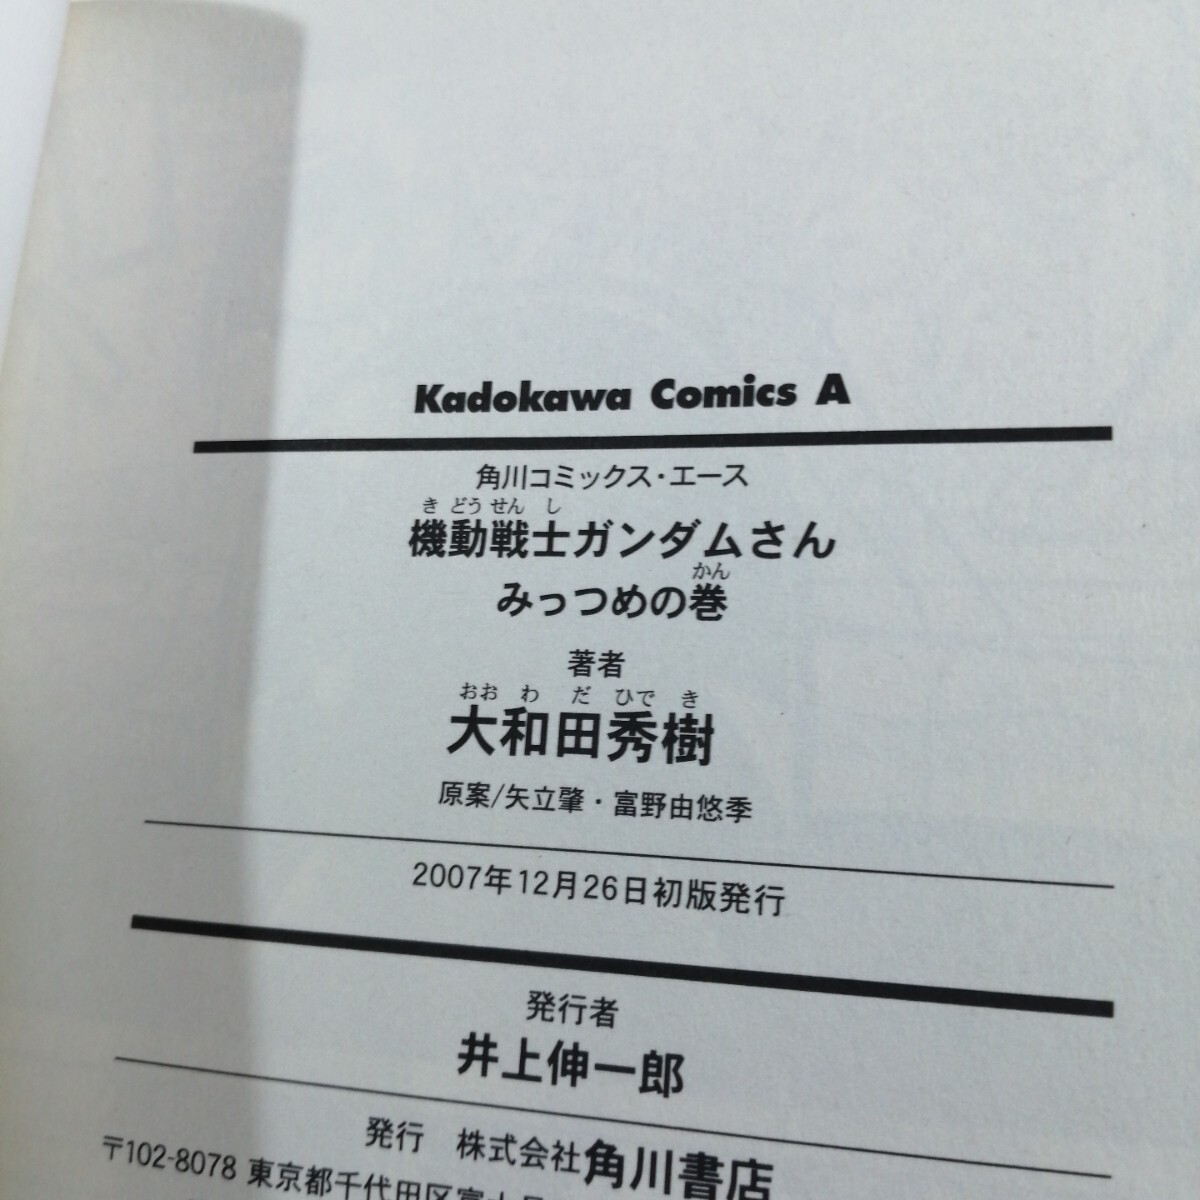 Kadokawa Comics A
角川コミックス・エース
き どう せん し
機動戦士ガンダムさん
かん
みっつめの巻
著者
おお わ だ ひで き
大和田秀樹
原案/矢立肇・富野由悠季
2007年12月26日初版発行
発行者
井上伸一郎
発行 株式会社角川書店
〒102-8078 東京都千代田区富士見